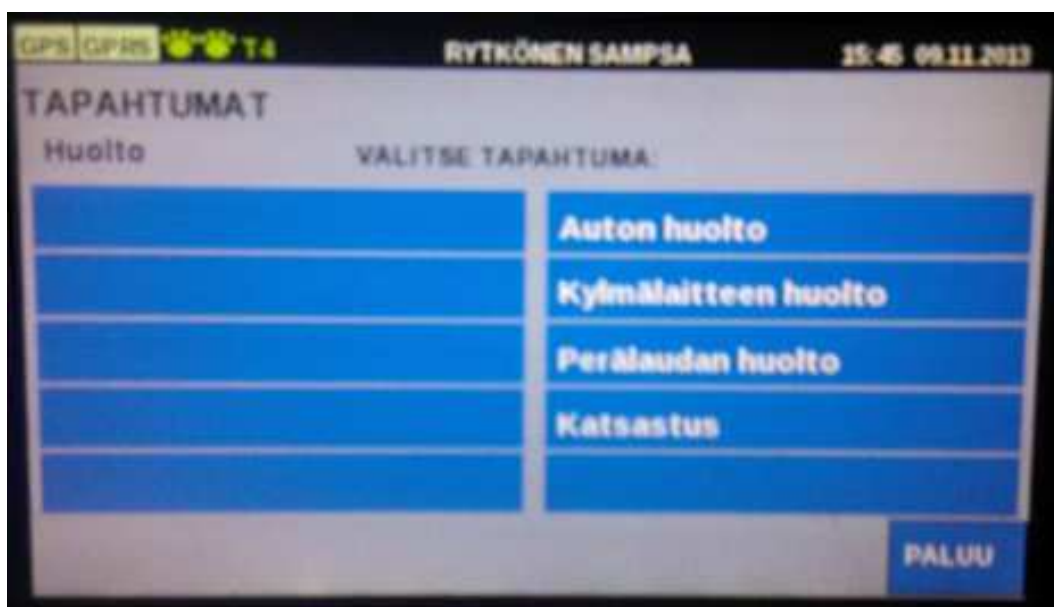 GPS GPRS T4 RYTKÖNEN SAMPSA 15:45 09.11.2013
TAPAHTUMAT
Huolto VALITSE TAPAHTUMA:
Auton huolto
Kylmälaitteen huolto
Perälaudan huolto
Katsastus
PALUU